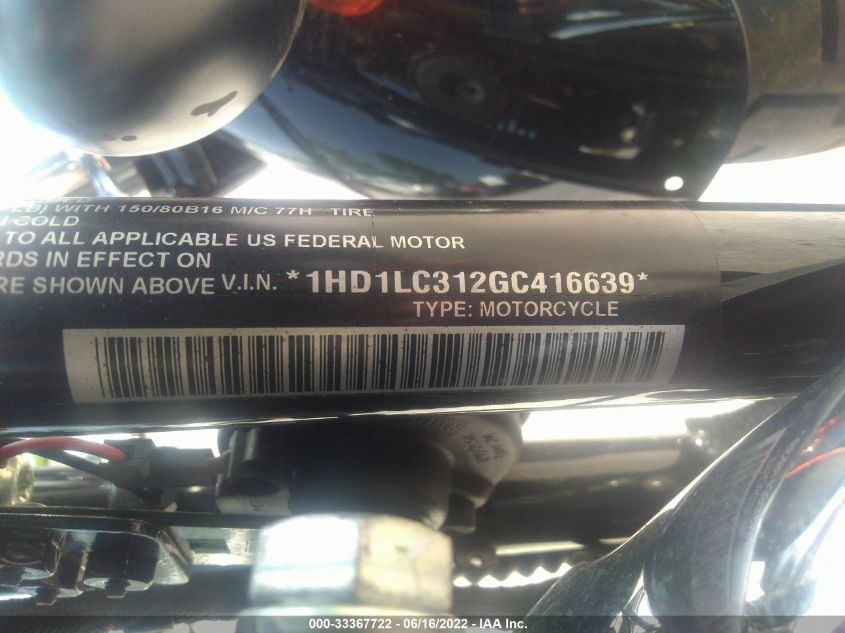 WITH 150/80B16 M/C 77H TIRE
COLD
TO ALL APPLICABLE US FEDERAL MOTOR
RDS IN EFFECT ON
RE SHOWN ABOVE V.I.N. *1HD1LC312GC416639*
TYPE: MOTORCYCLE
000-33367722 / 06/16/2022 - IAA Inc.